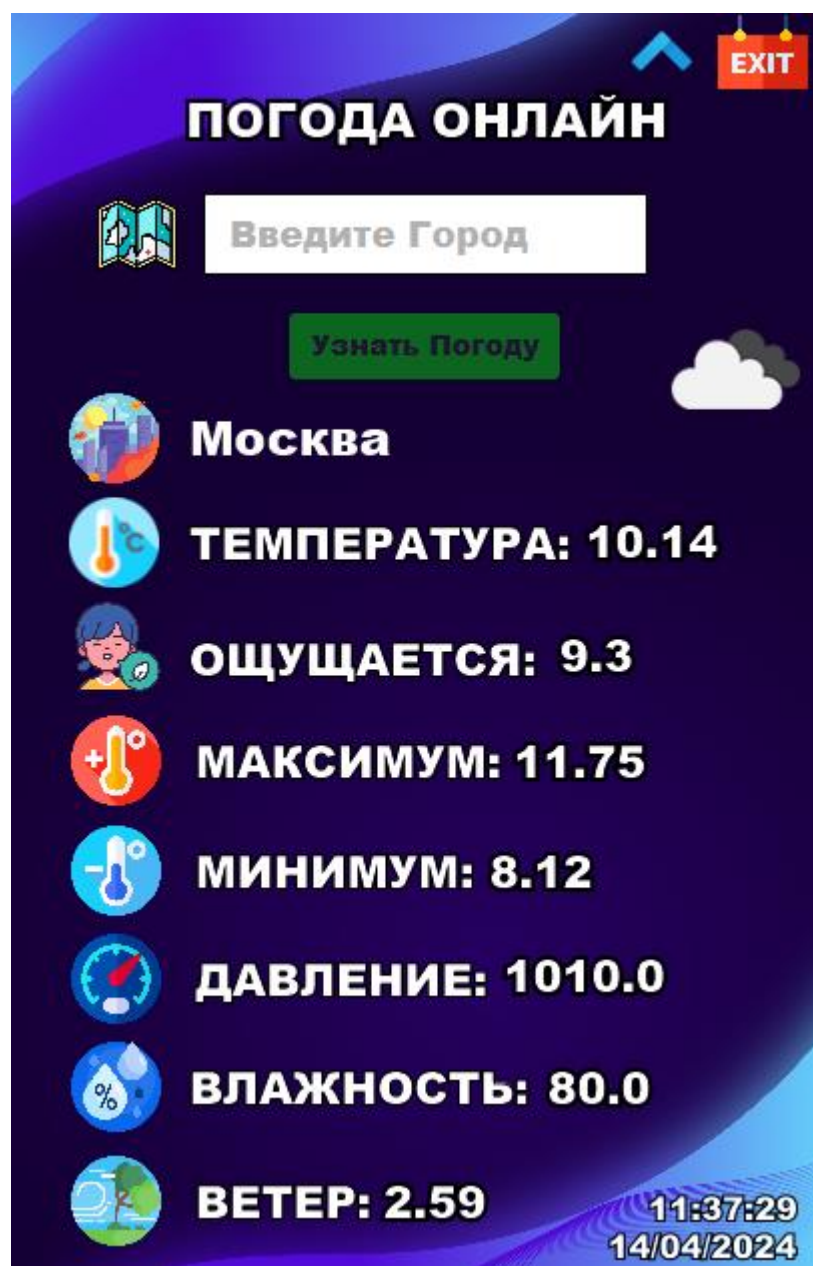 EXIT
ПОГОДА ОНЛАЙН
Введите Город
Узнать Погоду
Москва
°C
ТЕМПЕРАТУРА: 10.14
ОЩУЩАЕТСЯ: 9.3
МАКСИМУМ: 11.75
МИНИМУМ: 8.12
ДАВЛЕНИЕ: 1010.0
%
ВЛАЖНОСТЬ: 80.0
ВЕТЕР: 2.59
11:37:29
14/04/2024